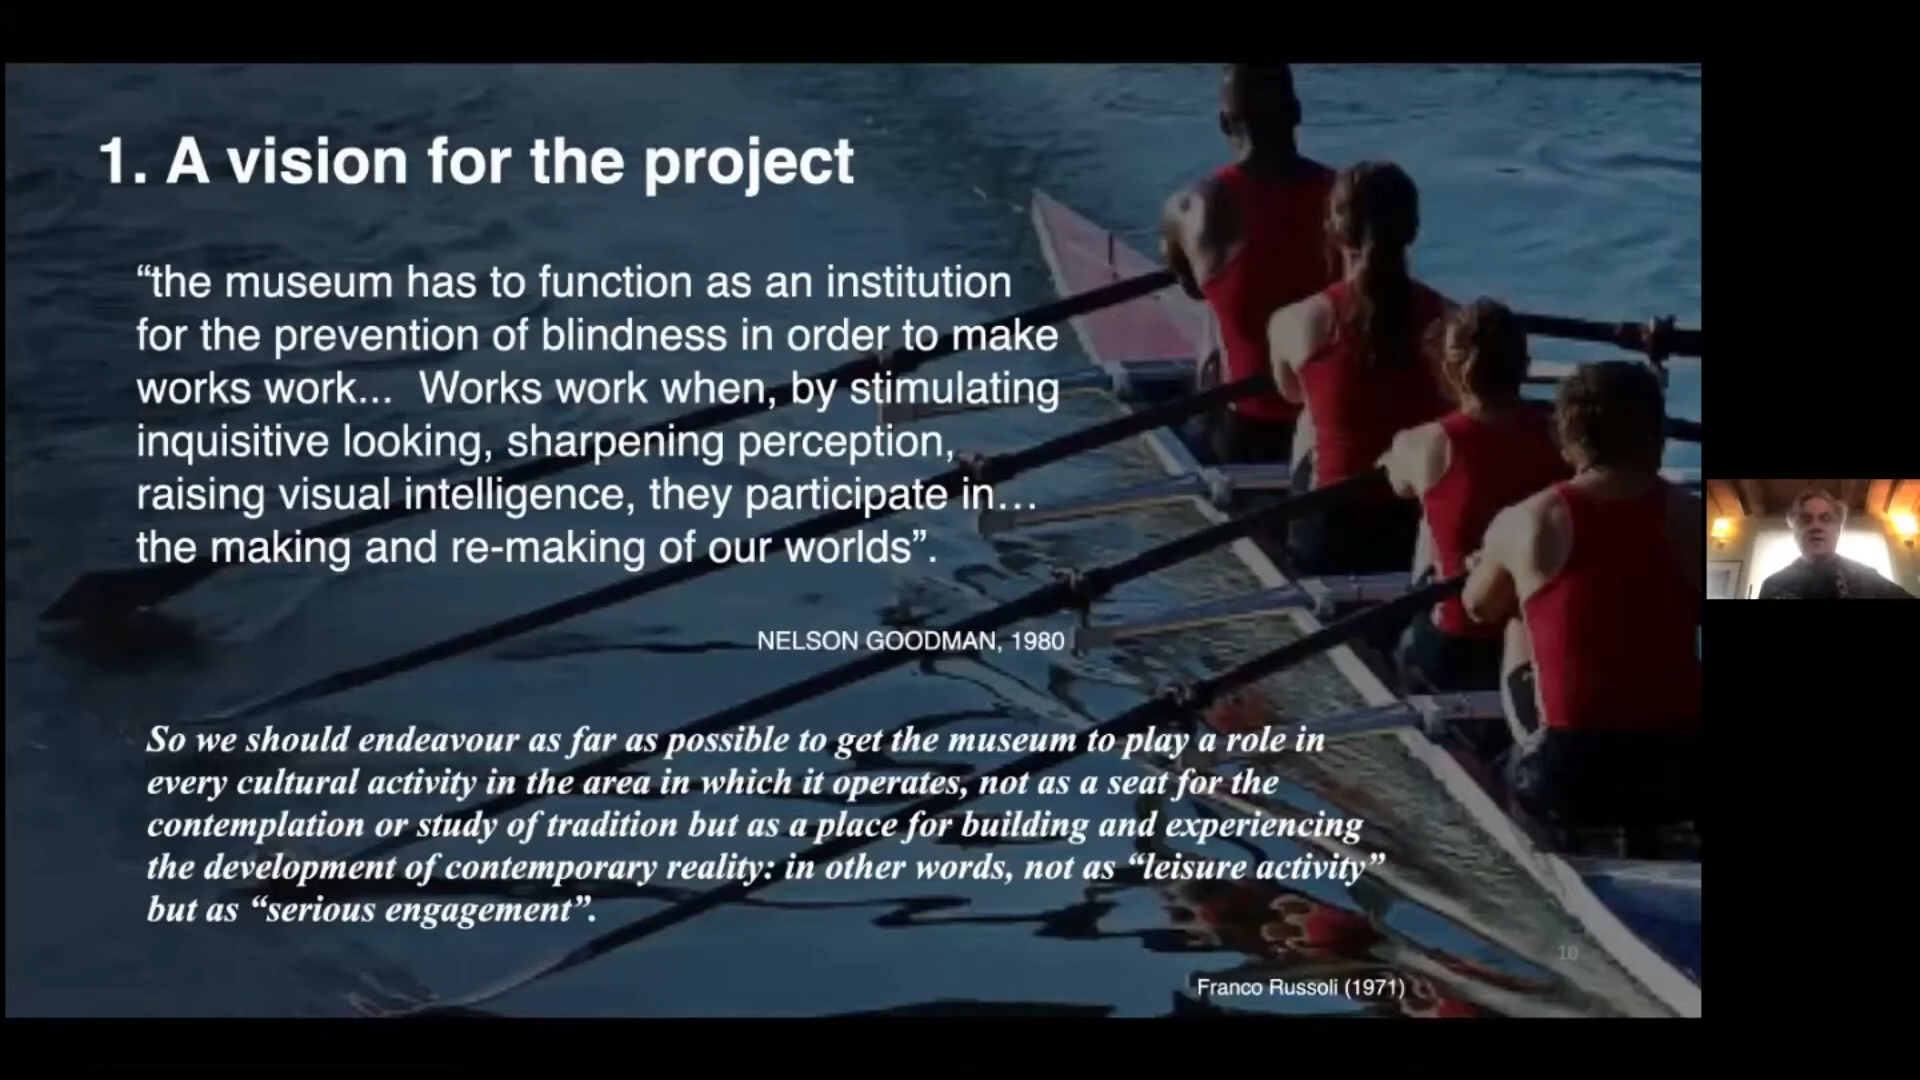 1. A vision for the project
“the museum has to function as an institution
for the prevention of blindness in order to make
works work... Works work when, by stimulating
inquisitive looking, sharpening perception,
raising visual intelligence, they participate in…
the making and re-making of our worlds”.
NELSON GOODMAN, 1980
So we should endeavour as far as possible to get the museum to play a role in
every cultural activity in the area in which it operates, not as a seat for the
contemplation or study of tradition but as a place for building and experiencing
the development of contemporary reality: in other words, not as “leisure activity”
but as “serious engagement”.
10
Franco Russoli (1971)